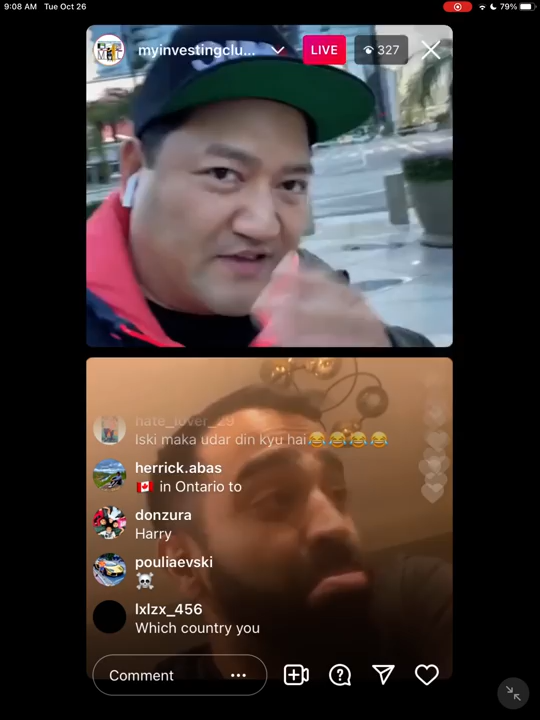 9:08 AM Tue Oct 26
79%
myinvestingclu... LIVE 327
hate_lover_29
Iski maka udar din kyu hai😂😂😂😂
herrick.abas
🇨🇦 in Ontario to
donzura
Harry
pouliaevski
☠️
lxlzx_456
Which country you
Comment ...